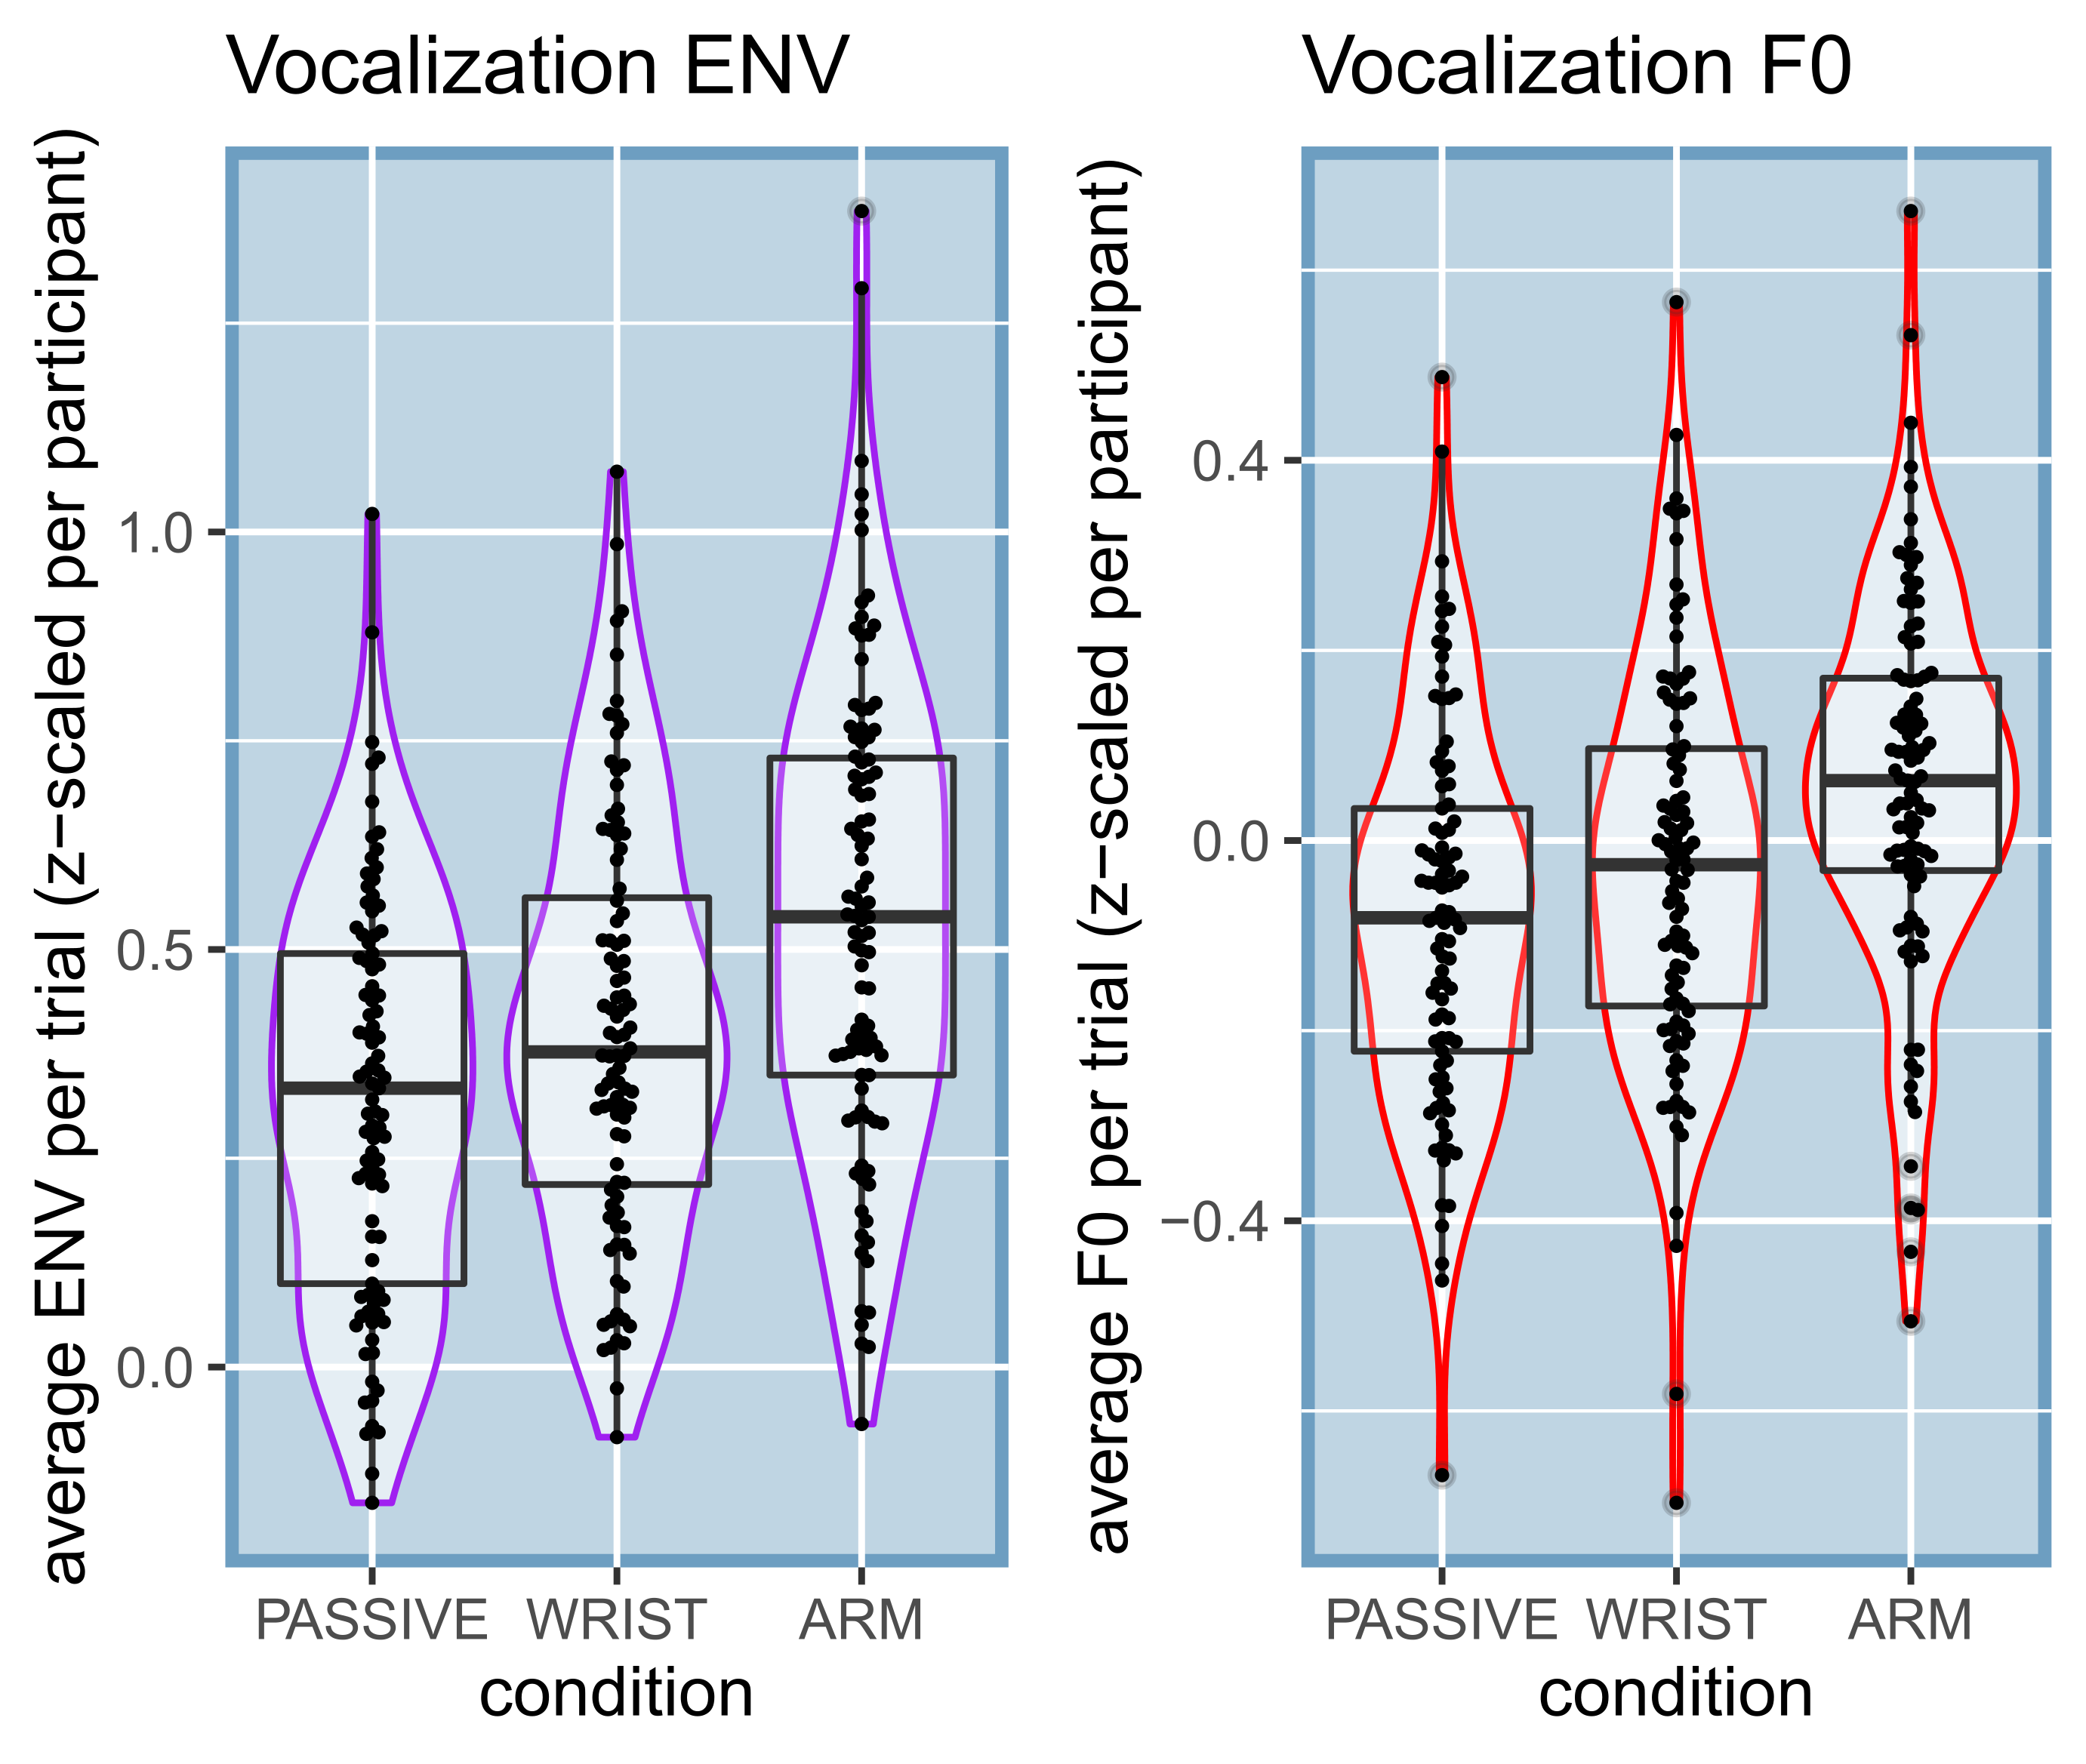 Vocalization ENV
average ENV per trial (z−scaled per participant)
1.0
0.5
0.0
PASSIVE WRIST ARM
condition
Vocalization F0
average F0 per trial (z−scaled per participant)
0.4
0.0
−0.4
PASSIVE WRIST ARM
condition